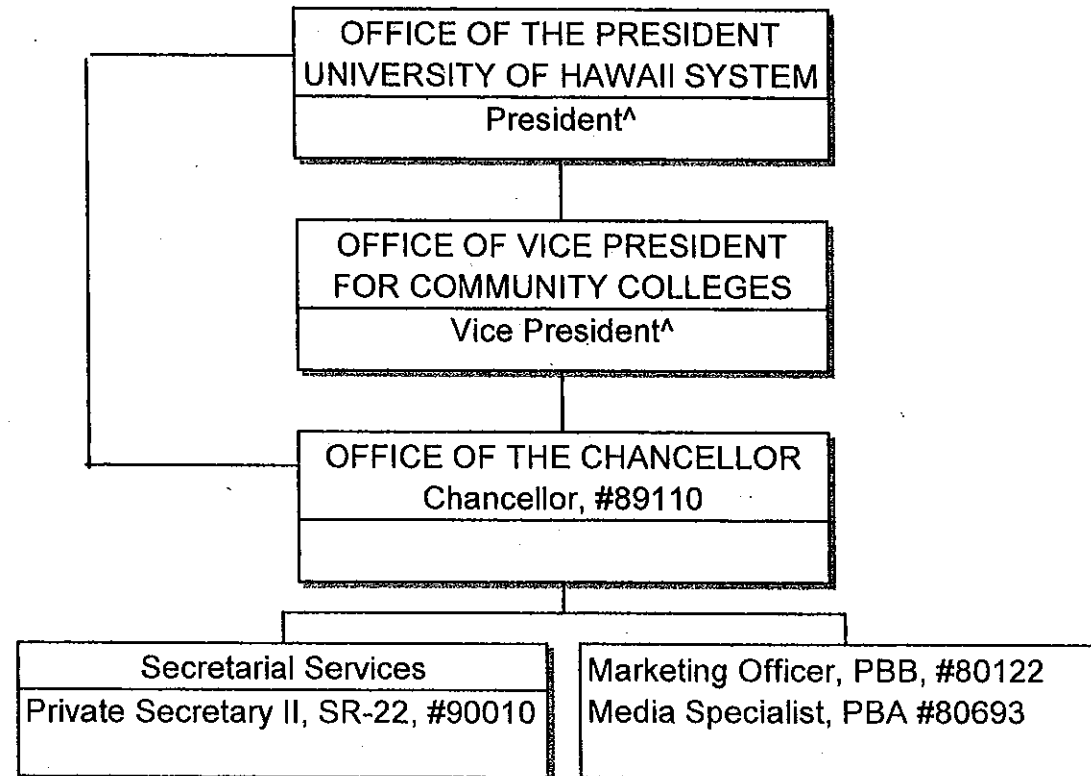 OFFICE OF THE PRESIDENT
UNIVERSITY OF HAWAII SYSTEM
President^
OFFICE OF VICE PRESIDENT
FOR COMMUNITY COLLEGES
Vice President^
OFFICE OF THE CHANCELLOR
Chancellor, #89110
Secretarial Services
Private Secretary II, SR-22, #90010
Marketing Officer, PBB, #80122
Media Specialist, PBA #80693